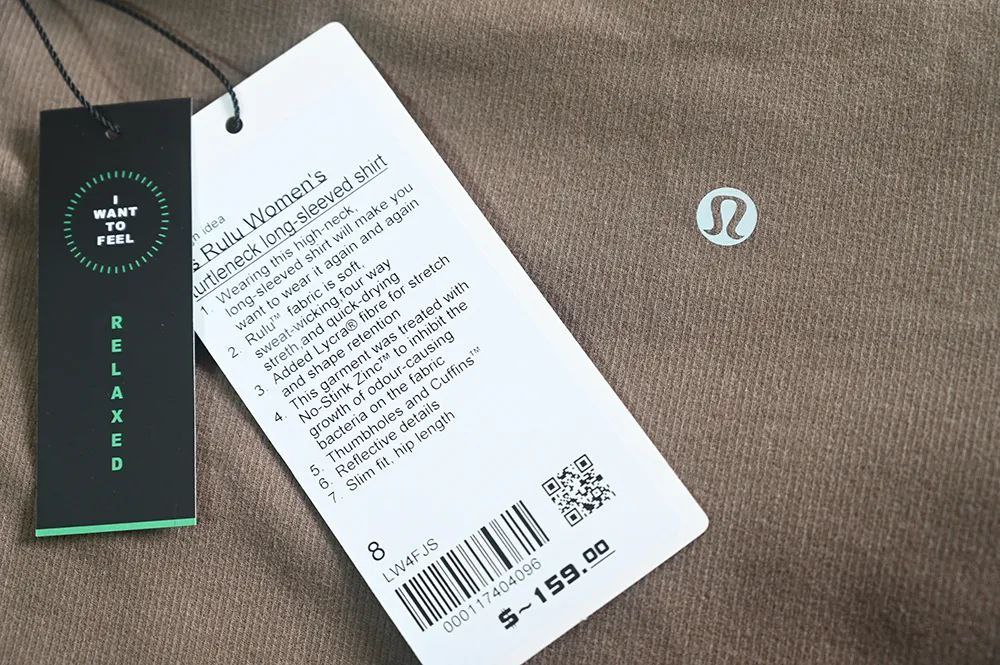 I
WANT
TO
FEEL
RELAXED
idea
Rulu Women's
turtleneck long-sleeved shirt
1. Wearing this high-neck,
long-sleeved shirt will make you
want to wear it again and again
2. Rulu™ fabric is soft,
sweat-wicking,four way
streth and quick-drying
3. Added Lycra® fibre for stretch
and shape retention
4. This garment was treated with
No-Stink Zinc™ to inhibit the
growth of odour-causing
bacteria on the fabric
5. Thumbholes and Cuffins™
6. Reflective details
7. Slim fit, hip length
8
LW4FJS
000117404096
$~159.00